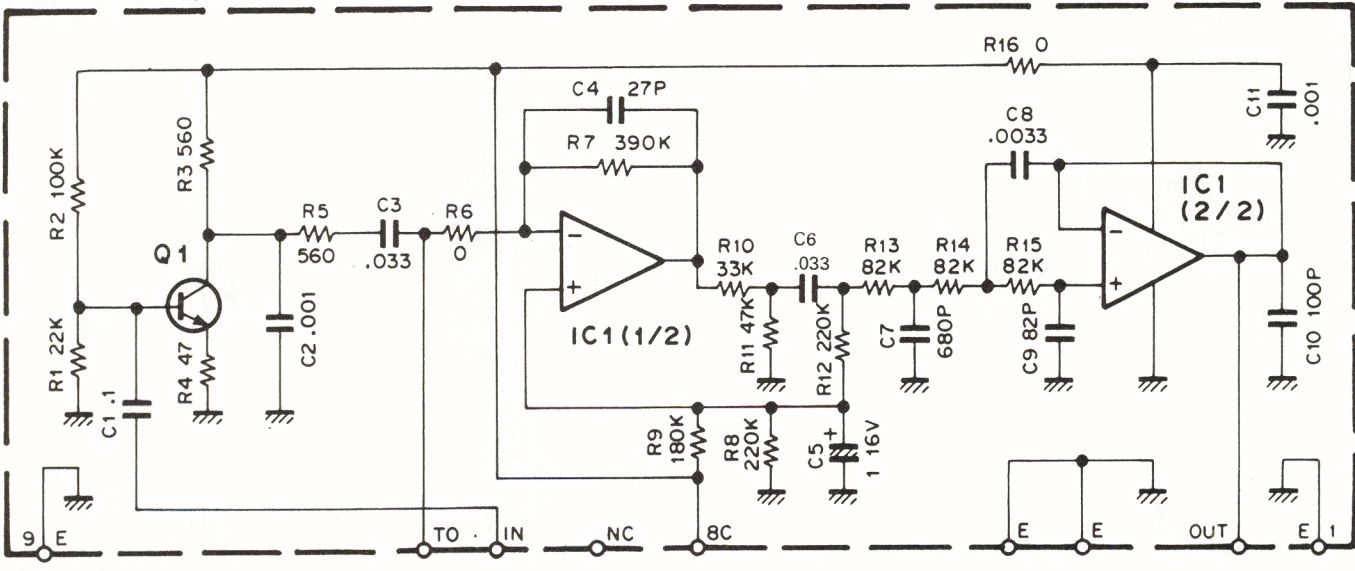 R16 0
C11 .001
C4 27P
C8 .0033
R7 390K
R3 560
R2 100K
IC1 (2/2)
C3 .033
R5 560
R6 0
Q1
−
+
R10 33K
C6 .033
R13 82K
R14 82K
R15 82K
−
+
IC1 (1/2)
R1 22K
R4 47
C2 .001
C1 .1
R11 47K
R12 220K
C7 680P
C9 82P
C10 100P
R9 180K
R8 220K
C5 + 1 16V
9 E
TO
IN
NC
8C
E
E
OUT
E 1